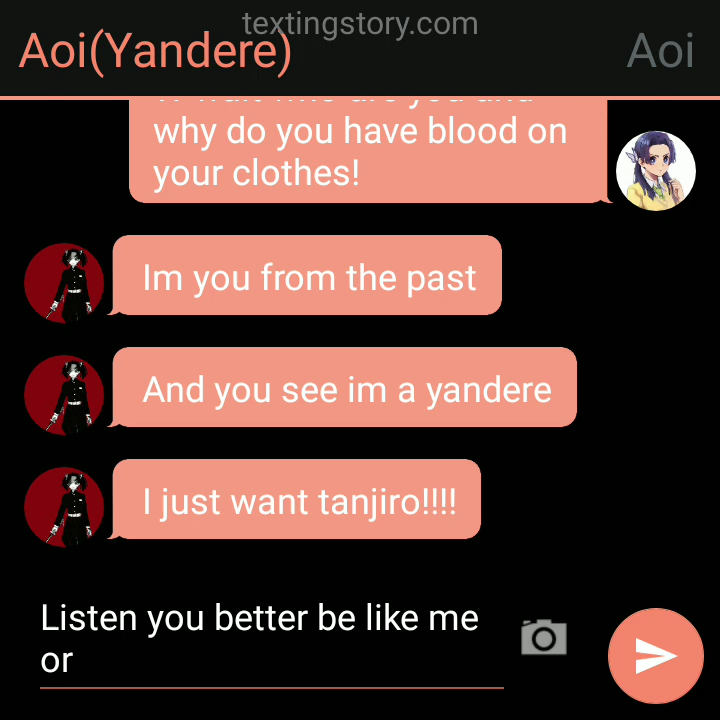 textingstory.com
Aoi(Yandere)
Aoi
why do you have blood on
your clothes!
Im you from the past
And you see im a yandere
I just want tanjiro!!!!
Listen you better be like me
or